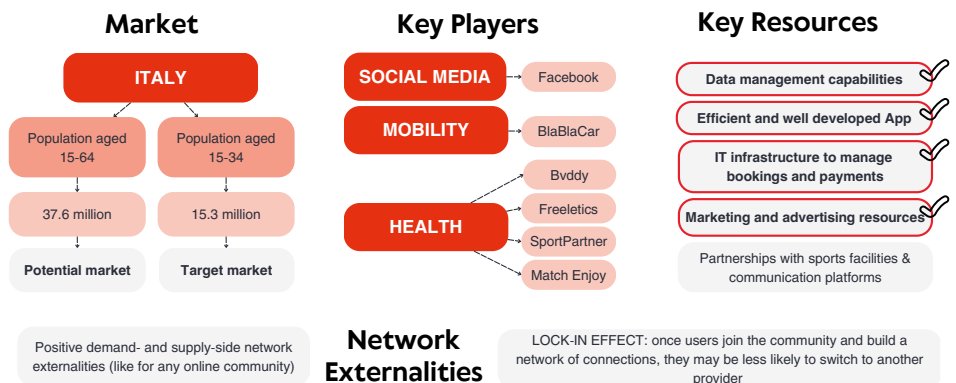 Market
ITALY
Population aged
15-64
Population aged
15-34
37.6 million
15.3 million
Potential market
Target market
Key Players
SOCIAL MEDIA
Facebook
MOBILITY
BlaBlaCar
HEALTH
Bvddy
Freeletics
SportPartner
Match Enjoy
Key Resources
Data management capabilities
Efficient and well developed App
IT infrastructure to manage
bookings and payments
Marketing and advertising resources
Partnerships with sports facilities &
communication platforms
Positive demand- and supply-side network
externalities (like for any online community)
Network
Externalities
LOCK-IN EFFECT: once users join the community and build a
network of connections, they may be less likely to switch to another
provider